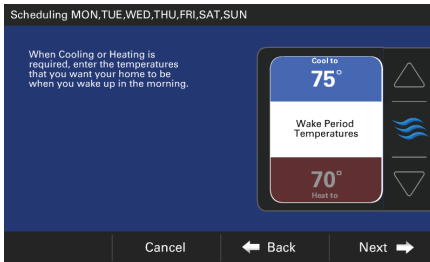 Scheduling MON,TUE,WED,THU,FRI,SAT,SUN
When Cooling or Heating is
required, enter the temperatures
that you want your home to be
when you wake up in the morning.
Cool to
75°
Wake Period
Temperatures
70°
Heat to
Cancel
Back
Next